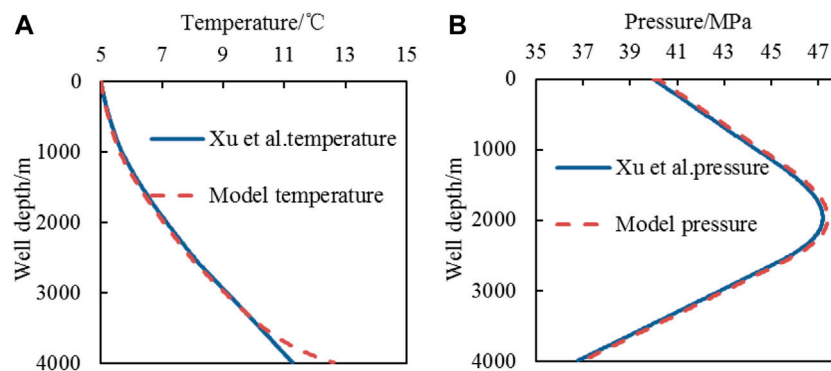 A
Temperature/℃
5 7 9 11 13 15
0
1000
2000
3000
4000
Well depth/m
Xu et al.temperature
Model temperature
B
Pressure/MPa
35 37 39 41 43 45 47
0
1000
2000
3000
4000
Well depth/m
Xu et al.pressure
Model pressure